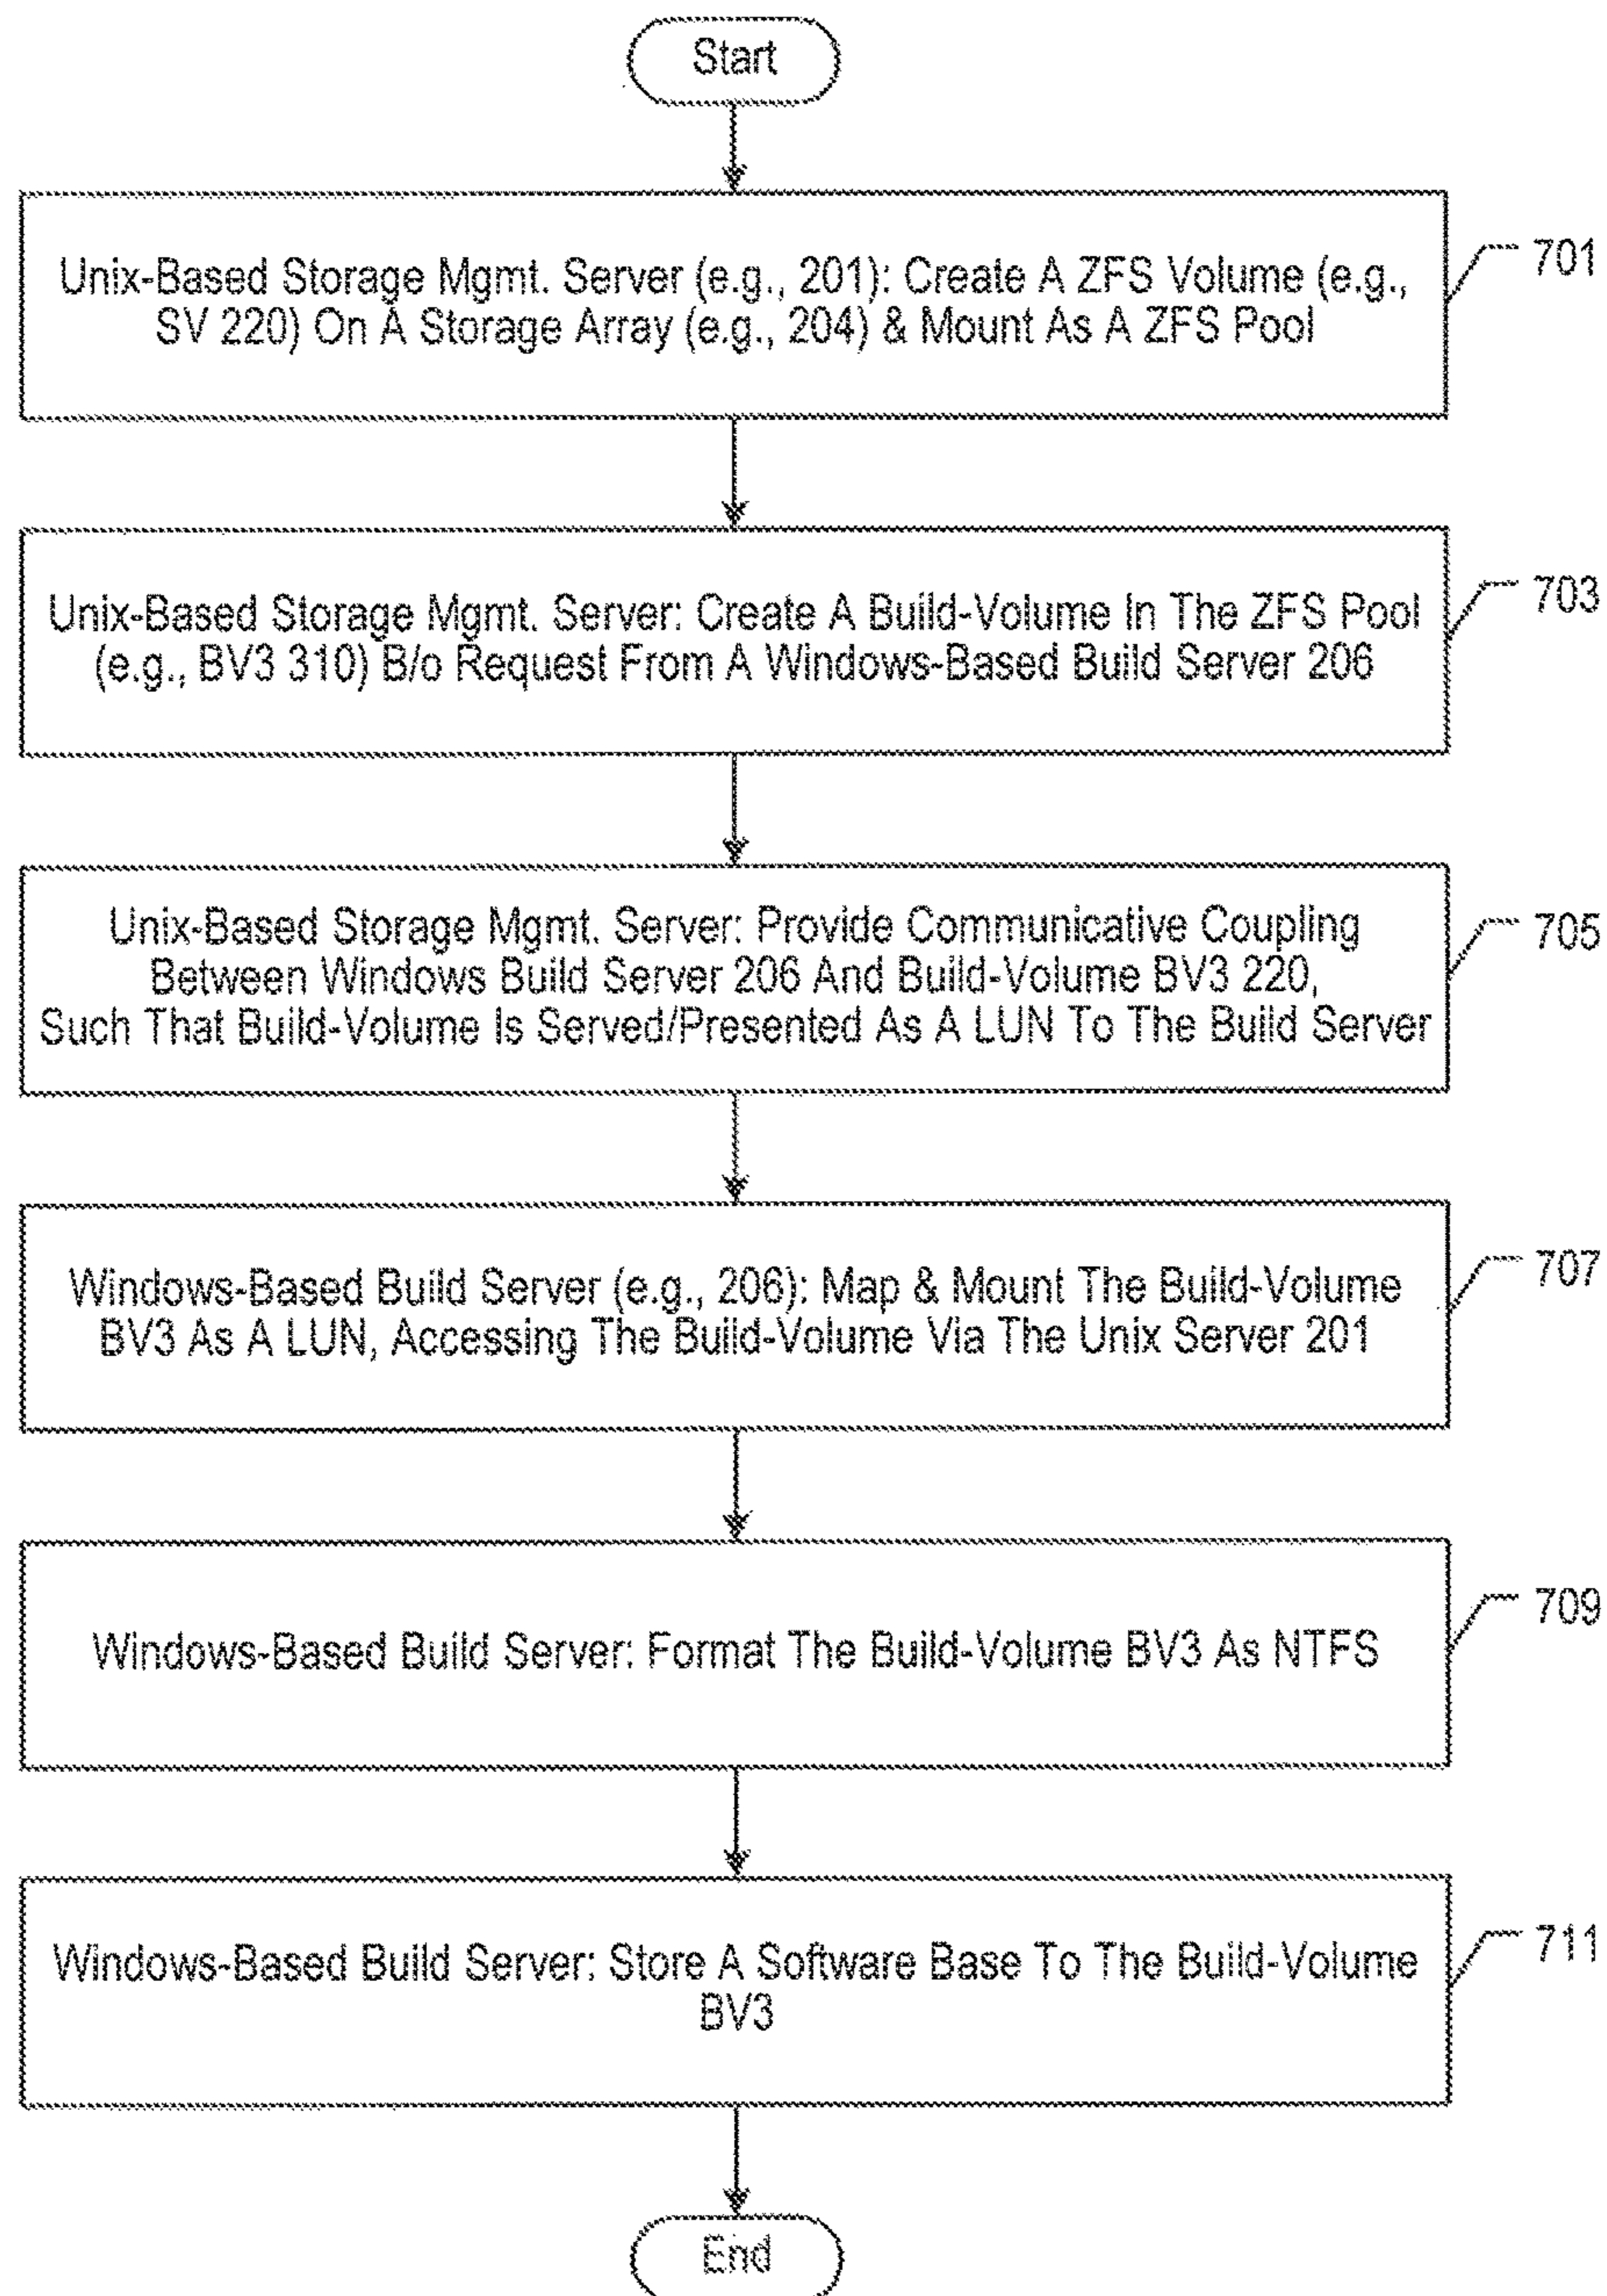 Start
Unix-Based Storage Mgmt. Server (e.g., 201): Create A ZFS Volume (e.g.,
SV 220) On A Storage Array (e.g., 204) & Mount As A ZFS Pool
701
Unix-Based Storage Mgmt. Server: Create A Build-Volume In The ZFS Pool
(e.g., BV3 310) B/o Request From A Windows-Based Build Server 206
703
Unix-Based Storage Mgmt. Server: Provide Communicative Coupling
Between Windows Build Server 206 And Build-Volume BV3 220,
Such That Build-Volume Is Served/Presented As A LUN To The Build Server
705
Windows-Based Build Server (e.g., 206): Map & Mount The Build-Volume
BV3 As A LUN, Accessing The Build-Volume Via The Unix Server 201
707
Windows-Based Build Server: Format The Build-Volume BV3 As NTFS
709
Windows-Based Build Server: Store A Software Base To The Build-Volume
BV3
711
End